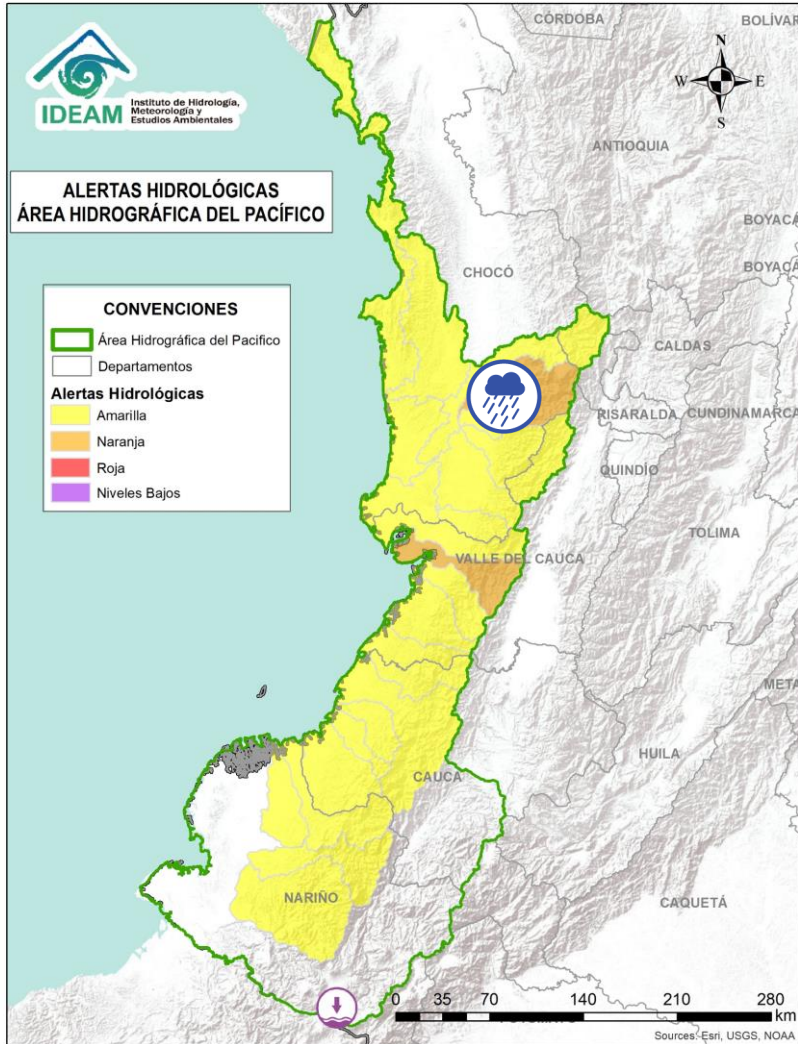 IDEAM
Instituto de Hidrología,
Meteorología y
Estudios Ambientales
ALERTAS HIDROLÓGICAS
ÁREA HIDROGRÁFICA DEL PACÍFICO
CONVENCIONES
Área Hidrográfica del Pacífico
Departamentos
Alertas Hidrológicas
Amarilla
Naranja
Roja
Niveles Bajos
CÓRDOBA
BOLÍVAR
N
W
E
S
ANTIOQUIA
BOYACÁ
CHOCÓ
BOYACÁ
CALDAS
RISARALDA
CUNDINAMARCA
QUINDÍO
TOLIMA
VALLE DEL CAUCA
META
HUILA
CAUCA
NARIÑO
CAQUETÁ
0 35 70 140 210 280
km
Sources: Esri, USGS, NOAA